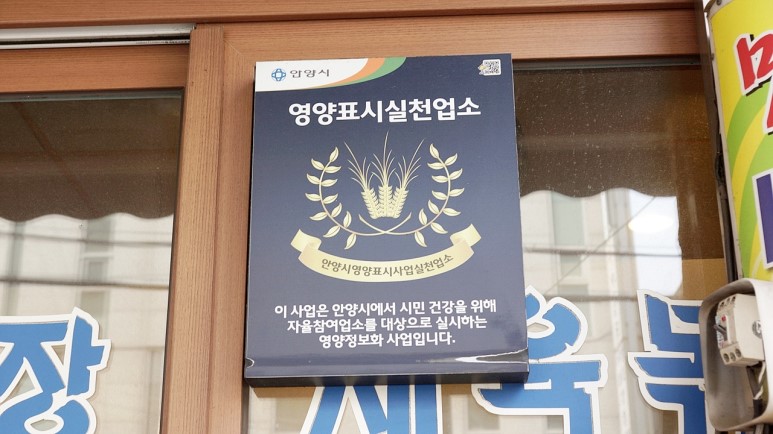 안양시
영양표시실천업소
안양시영양표시사업실천업소
이 사업은 안양시에서 시민 건강을 위해
자율참여업소를 대상으로 실시하는
영양정보화 사업입니다.
장